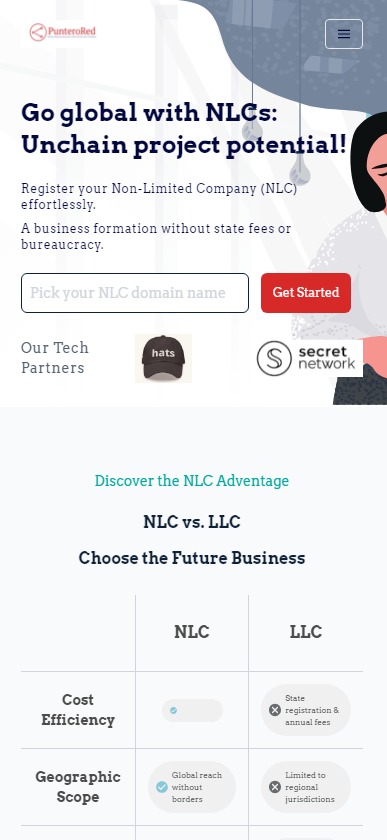 PunteroRed
Go global with NLCs:
Unchain project potential!
Register your Non-Limited Company (NLC)
effortlessly.
A business formation without state fees or
bureaucracy.
Pick your NLC domain name
Get Started
Our Tech
Partners
hats
secret
network
Discover the NLC Advantage
NLC vs. LLC
Choose the Future Business
NLC
LLC
Cost
Efficiency
State
registration &
annual fees
Geographic
Scope
Global reach
without
borders
Limited to
regional
jurisdictions